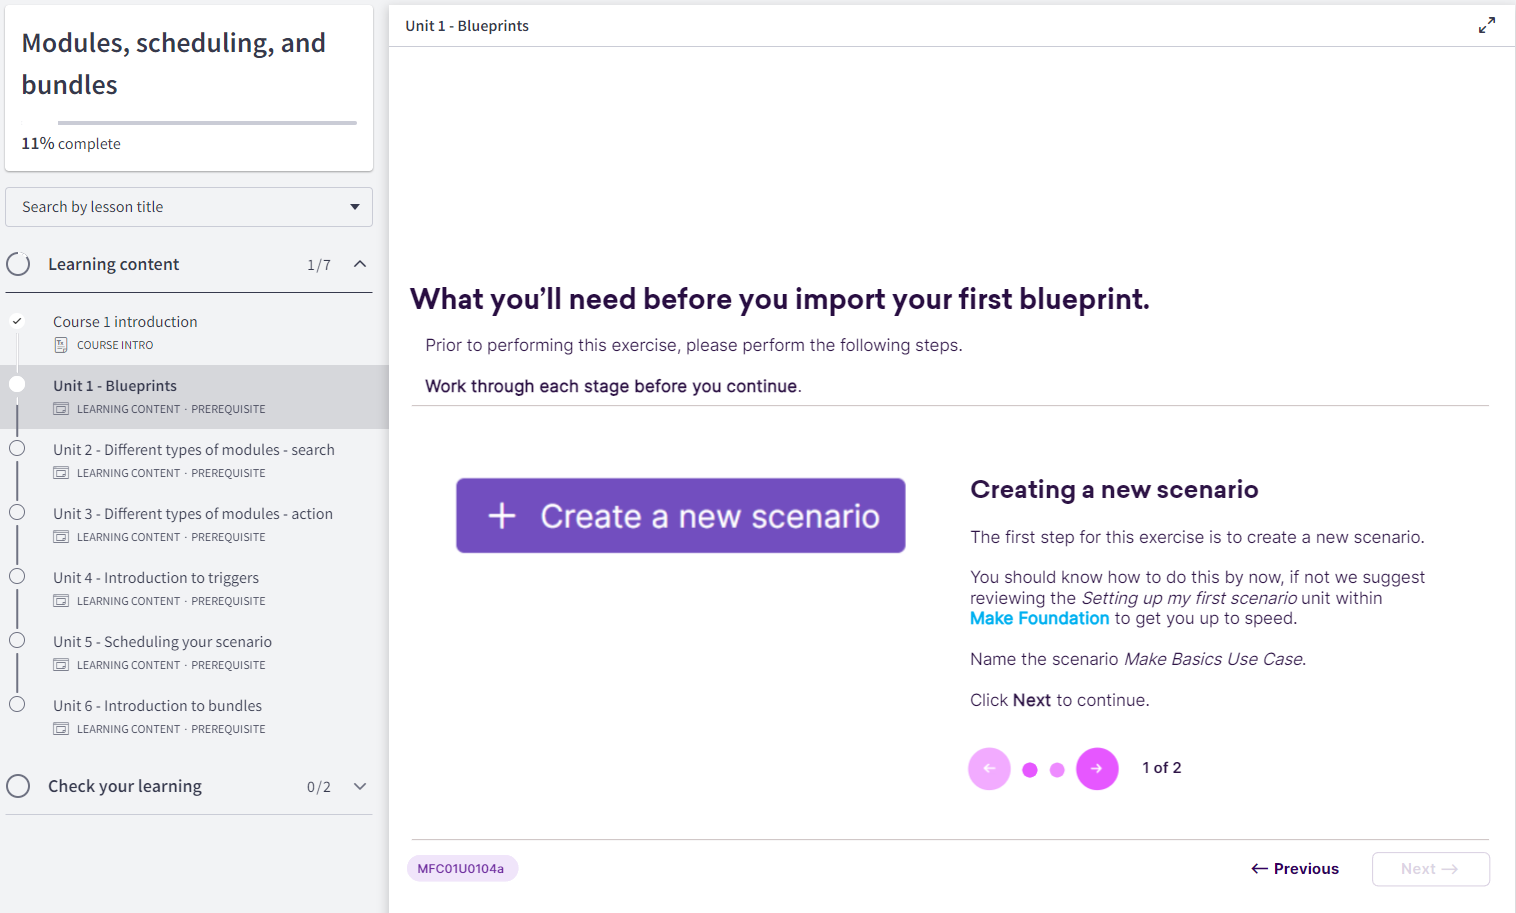 Modules, scheduling, and
bundles
11% complete
Search by lesson title
Learning content 1/7
Course 1 introduction
COURSE INTRO
Unit 1 - Blueprints
LEARNING CONTENT · PREREQUISITE
Unit 2 - Different types of modules - search
LEARNING CONTENT · PREREQUISITE
Unit 3 - Different types of modules - action
LEARNING CONTENT · PREREQUISITE
Unit 4 - Introduction to triggers
LEARNING CONTENT · PREREQUISITE
Unit 5 - Scheduling your scenario
LEARNING CONTENT · PREREQUISITE
Unit 6 - Introduction to bundles
LEARNING CONTENT · PREREQUISITE
Check your learning 0/2
Unit 1 - Blueprints
What you’ll need before you import your first blueprint.
Prior to performing this exercise, please perform the following steps.
Work through each stage before you continue.
+ Create a new scenario
Creating a new scenario
The first step for this exercise is to create a new scenario.
You should know how to do this by now, if not we suggest
reviewing the Setting up my first scenario unit within
Make Foundation to get you up to speed.
Name the scenario Make Basics Use Case.
Click Next to continue.
← → 1 of 2
MFC01U0104a
← Previous Next →